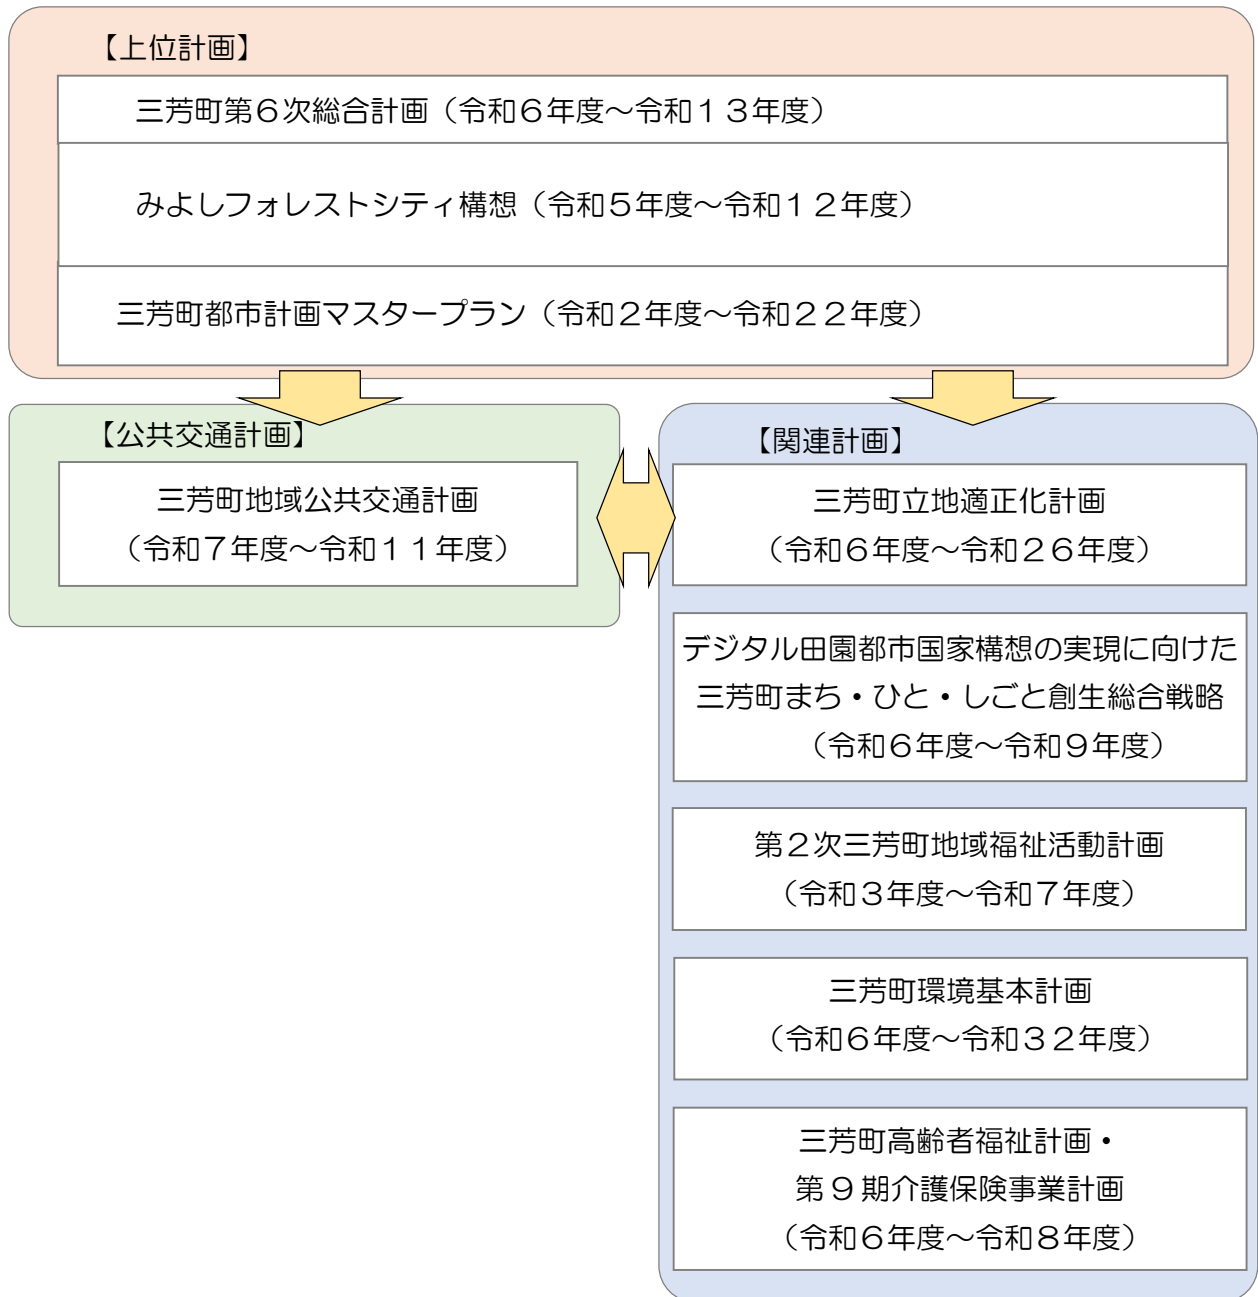 【上位計画】
三芳町第６次総合計画（令和６年度～令和１３年度）
みよしフォレストシティ構想（令和５年度～令和１２年度）
三芳町都市計画マスタープラン（令和２年度～令和２２年度）
【公共交通計画】
三芳町地域公共交通計画
（令和７年度～令和１１年度）
【関連計画】
三芳町立地適正化計画
（令和６年度～令和２６年度）
デジタル田園都市国家構想の実現に向けた
三芳町まち・ひと・しごと創生総合戦略
（令和６年度～令和９年度）
第２次三芳町地域福祉活動計画
（令和３年度～令和７年度）
三芳町環境基本計画
（令和６年度～令和３２年度）
三芳町高齢者福祉計画・
第９期介護保険事業計画
（令和６年度～令和８年度）